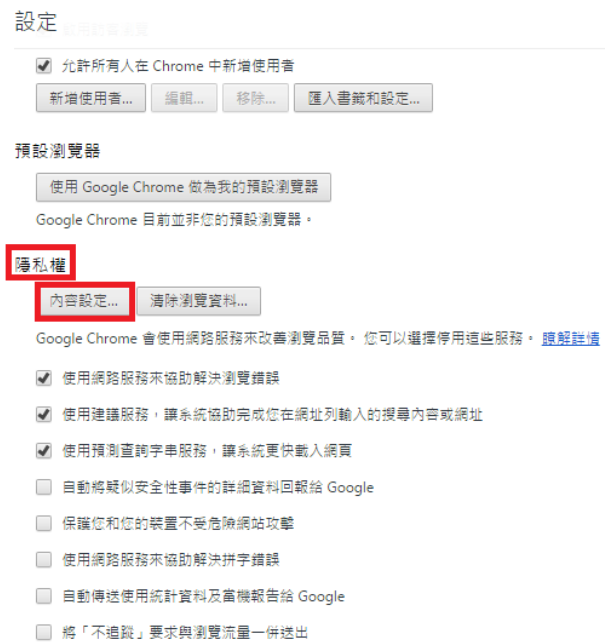 設定
允許所有人在 Chrome 中新增使用者
新增使用者... 編輯... 移除... 匯入書籤和設定...
預設瀏覽器
使用 Google Chrome 做為我的預設瀏覽器
Google Chrome 目前並非您的預設瀏覽器。
隱私權
內容設定... 清除瀏覽資料...
Google Chrome 會使用網路服務來改善瀏覽品質。 您可以選擇停用這些服務。 瞭解詳情
使用網路服務來協助解決瀏覽錯誤
使用建議服務，讓系統協助完成您在網址列輸入的搜尋內容或網址
使用預測查詢字串服務，讓系統更快載入網頁
自動將疑似安全性事件的詳細資料回報給 Google
保護您和您的裝置不受危險網站攻擊
使用網路服務來協助解決拼字錯誤
自動傳送使用統計資料及當機報告給 Google
將「不追蹤」要求與瀏覽流量一併送出